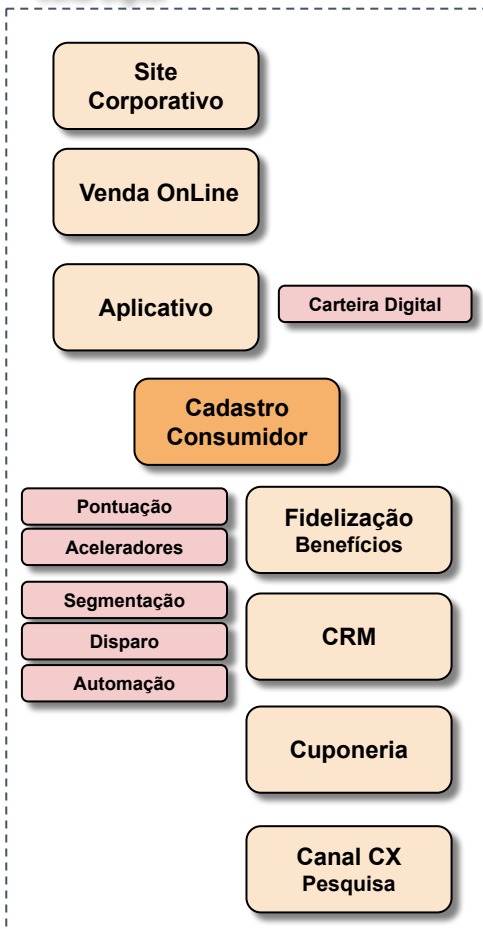 Site
Corporativo
Venda OnLine
Aplicativo
Carteira Digital
Cadastro
Consumidor
Pontuação
Aceleradores
Fidelização
Benefícios
Segmentação
Disparo
Automação
CRM
Cuponeria
Canal CX
Pesquisa